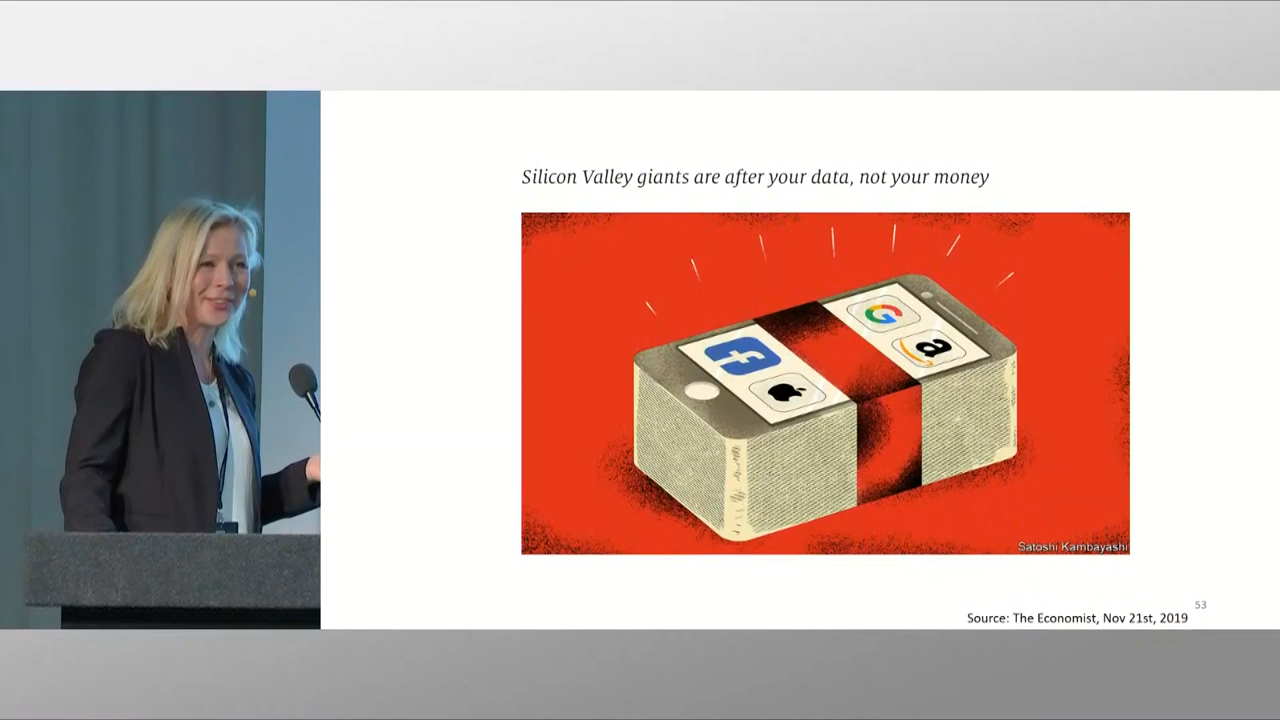 Silicon Valley giants are after your data, not your money
Satoshi Kambayashi
53
Source: The Economist, Nov 21st, 2019